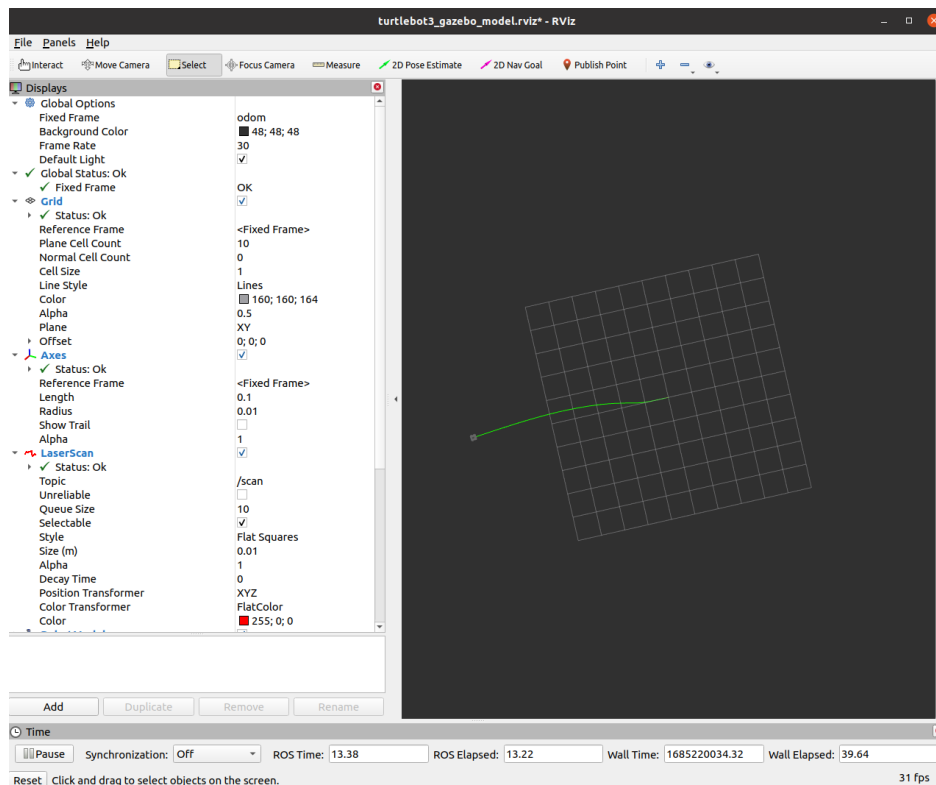 turtlebot3_gazebo_model.rviz* - RViz
File Panels Help
Interact Move Camera Select Focus Camera Measure 2D Pose Estimate 2D Nav Goal Publish Point
Displays
Global Options
Fixed Frame odom
Background Color 48; 48; 48
Frame Rate 30
Default Light
Global Status: Ok
Fixed Frame OK
Grid
Status: Ok
Reference Frame <Fixed Frame>
Plane Cell Count 10
Normal Cell Count 0
Cell Size 1
Line Style Lines
Color 160; 160; 164
Alpha 0.5
Plane XY
Offset 0; 0; 0
Axes
Status: Ok
Reference Frame <Fixed Frame>
Length 0.1
Radius 0.01
Show Trail
Alpha 1
LaserScan
Status: Ok
Topic /scan
Unreliable
Queue Size 10
Selectable
Style Flat Squares
Size (m) 0.01
Alpha 1
Decay Time 0
Position Transformer XYZ
Color Transformer FlatColor
Color 255; 0; 0
Add Duplicate Remove Rename
Time
Pause Synchronization: Off ROS Time: 13.38 ROS Elapsed: 13.22 Wall Time: 1685220034.32 Wall Elapsed: 39.64
Reset Click and drag to select objects on the screen. 31 fps